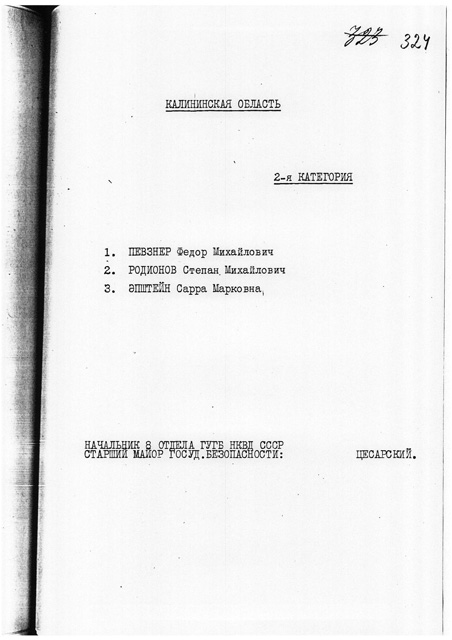 323 324
КАЛИНИНСКАЯ ОБЛАСТЬ
2-я КАТЕГОРИЯ
1. ПЕВЗНЕР Федор Михайлович
2. РОДИОНОВ Степан Михайлович
3. ЭПШТЕЙН Сарра Марковна
НАЧАЛЬНИК 8 ОТДЕЛА ГУГБ НКВД СССР
СТАРШИЙ МАЙОР ГОСУД.БЕЗОПАСНОСТИ: ЦЕСАРСКИЙ.